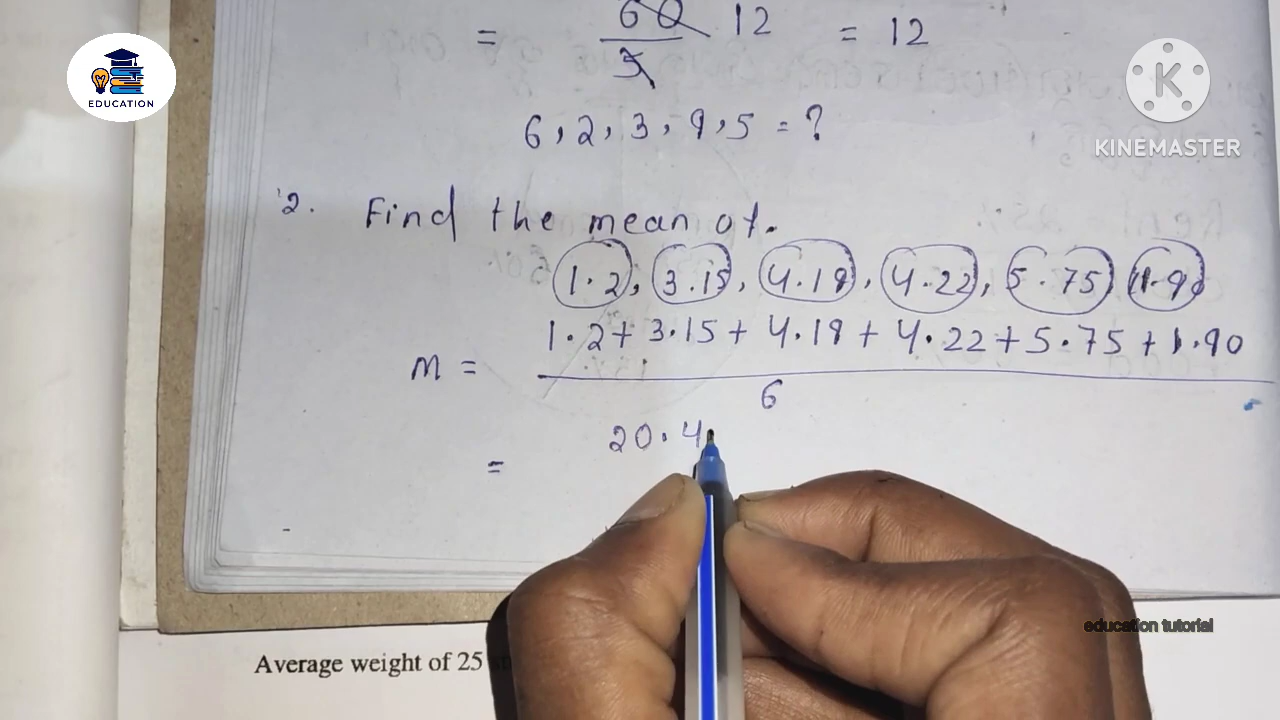 EDUCATION
K
KINEMASTER
= 60/5 12 = 12
6, 2, 3, 9, 5 = ?
2. Find the mean of.
1.2, 3.15, 4.19, 4.22, 5.75, 1.90
M = 1.2 + 3.15 + 4.19 + 4.22 + 5.75 + 1.90
6
= 20.4
education tutorial
Average weight of 25